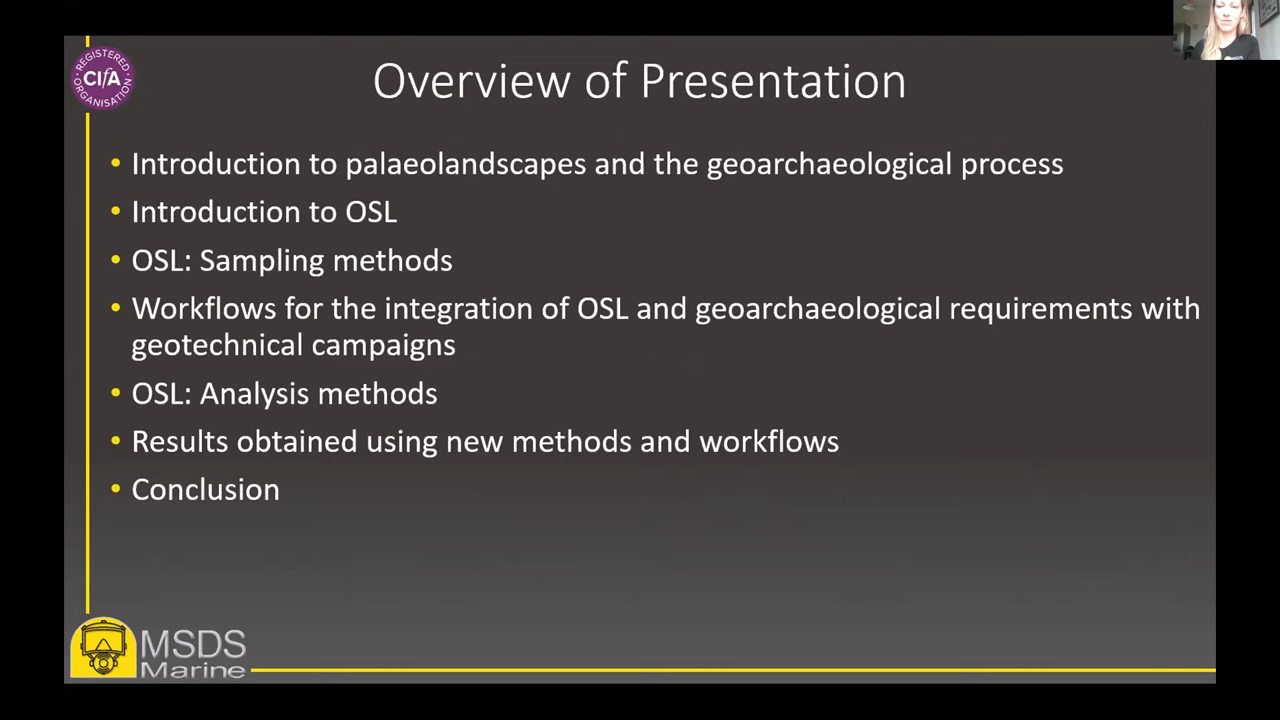 REGISTERED
CIfA
ORGANISATION
Overview of Presentation
• Introduction to palaeolandscapes and the geoarchaeological process
• Introduction to OSL
• OSL: Sampling methods
• Workflows for the integration of OSL and geoarchaeological requirements with
geotechnical campaigns
• OSL: Analysis methods
• Results obtained using new methods and workflows
• Conclusion
MSDS
Marine